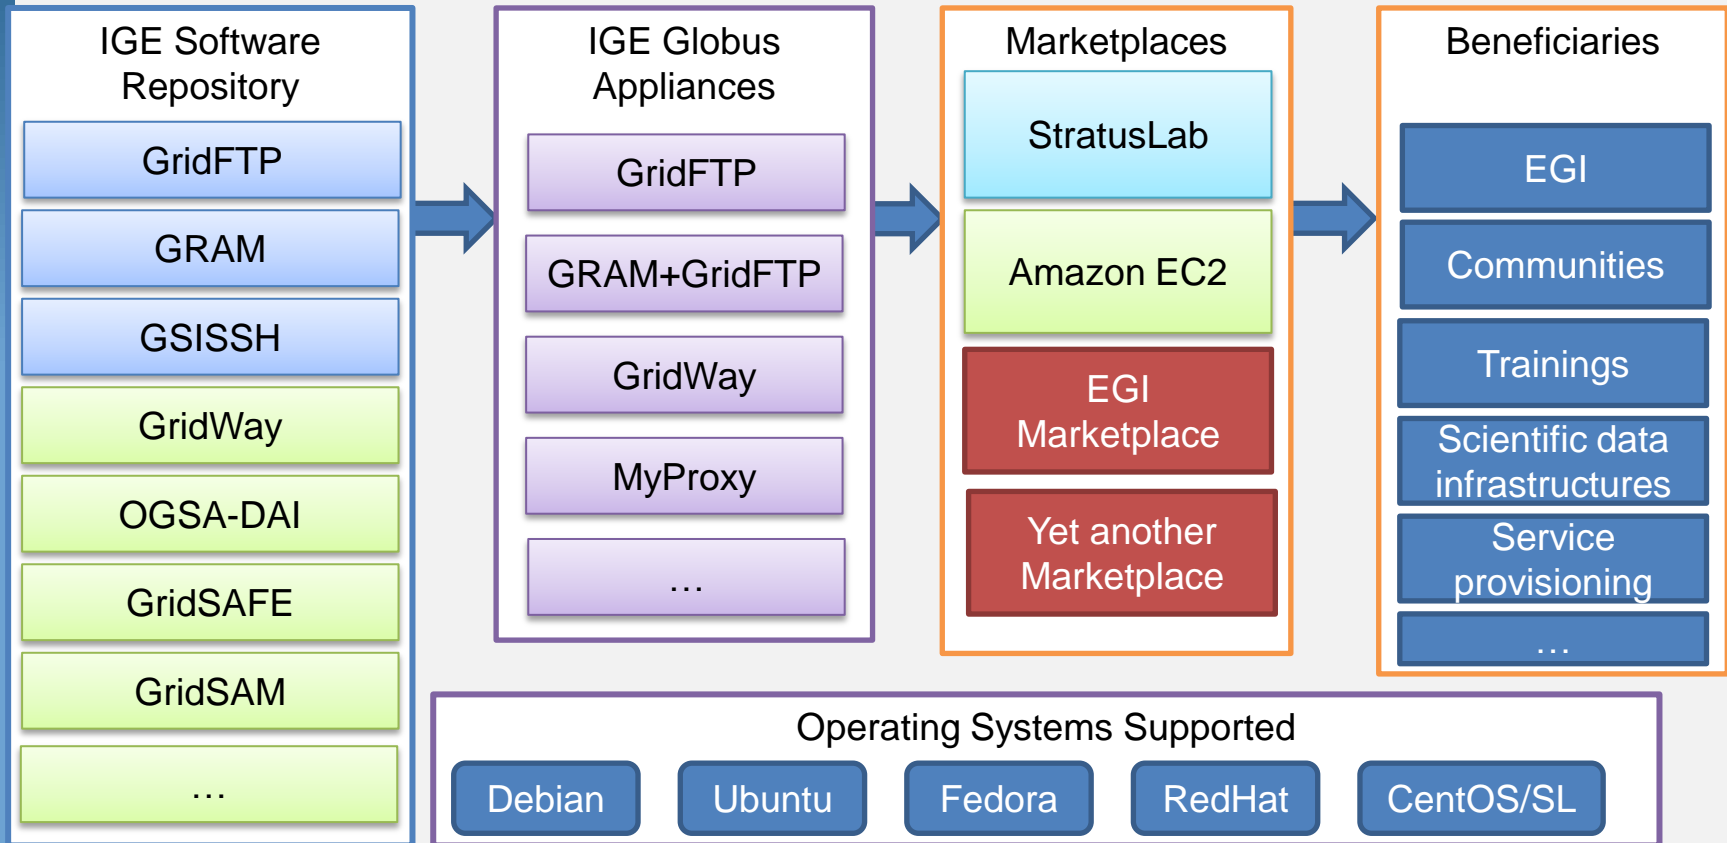 IGE Software
Repository
GridFTP
GRAM
GSISSH
GridWay
OGSA-DAI
GridSAFE
GridSAM
…
IGE Globus
Appliances
GridFTP
GRAM+GridFTP
GridWay
MyProxy
…
Marketplaces
StratusLab
Amazon EC2
EGI
Marketplace
Yet another
Marketplace
Beneficiaries
EGI
Communities
Trainings
Scientific data
infrastructures
Service
provisioning
…
Operating Systems Supported
Debian
Ubuntu
Fedora
RedHat
CentOS/SL